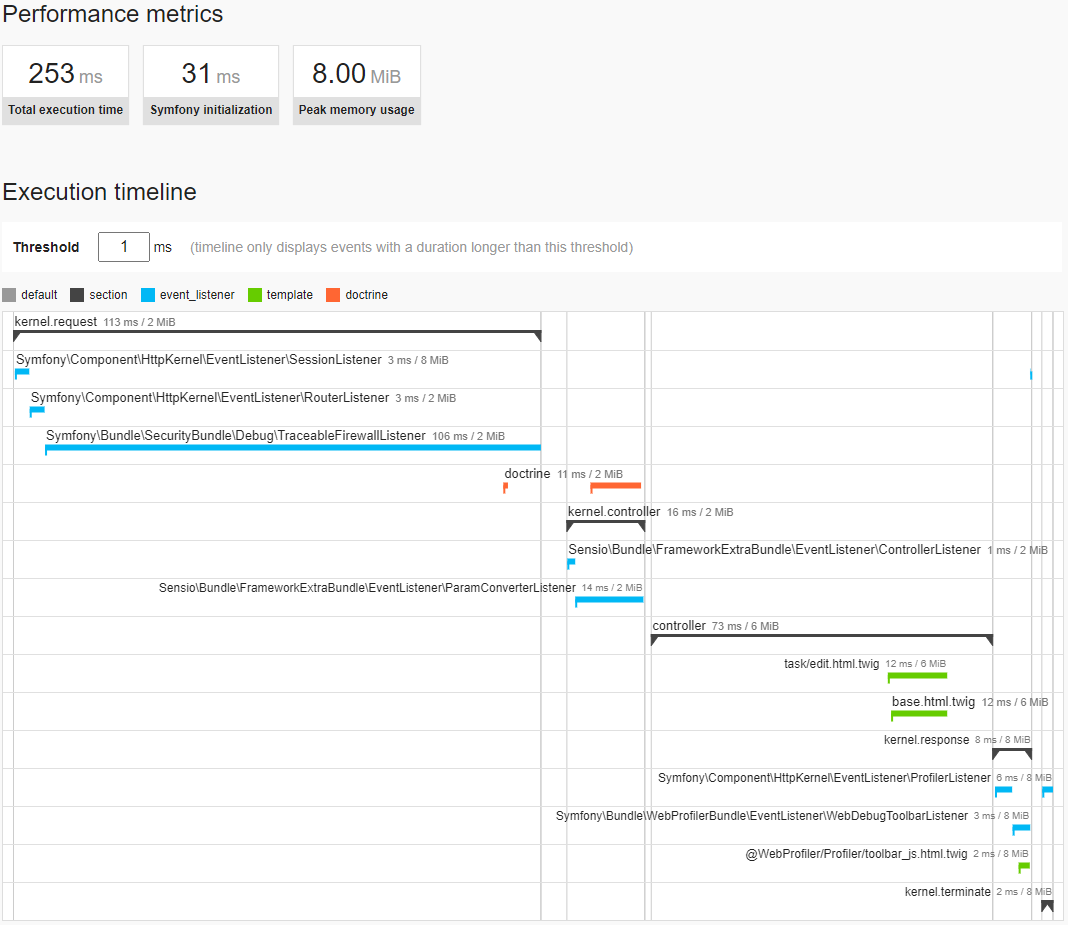 Performance metrics
253 ms 31 ms 8.00 MiB
Total execution time Symfony initialization Peak memory usage
Execution timeline
Threshold 1 ms (timeline only displays events with a duration longer than this threshold)
default section event_listener template doctrine
kernel.request 113 ms / 2 MiB
Symfony\Component\HttpKernel\EventListener\SessionListener 3 ms / 8 MiB
Symfony\Component\HttpKernel\EventListener\RouterListener 3 ms / 2 MiB
Symfony\Bundle\SecurityBundle\Debug\TraceableFirewallListener 106 ms / 2 MiB
doctrine 11 ms / 2 MiB
kernel.controller 16 ms / 2 MiB
Sensio\Bundle\FrameworkExtraBundle\EventListener\ControllerListener 1 ms / 2 MiB
Sensio\Bundle\FrameworkExtraBundle\EventListener\ParamConverterListener 14 ms / 2 MiB
controller 73 ms / 6 MiB
task/edit.html.twig 12 ms / 6 MiB
base.html.twig 12 ms / 6 MiB
kernel.response 8 ms / 8 MiB
Symfony\Component\HttpKernel\EventListener\ProfilerListener 6 ms / 8 MiB
Symfony\Bundle\WebProfilerBundle\EventListener\WebDebugToolbarListener 3 ms / 8 MiB
@WebProfiler/Profiler/toolbar_js.html.twig 2 ms / 8 MiB
kernel.terminate 2 ms / 8 MiB